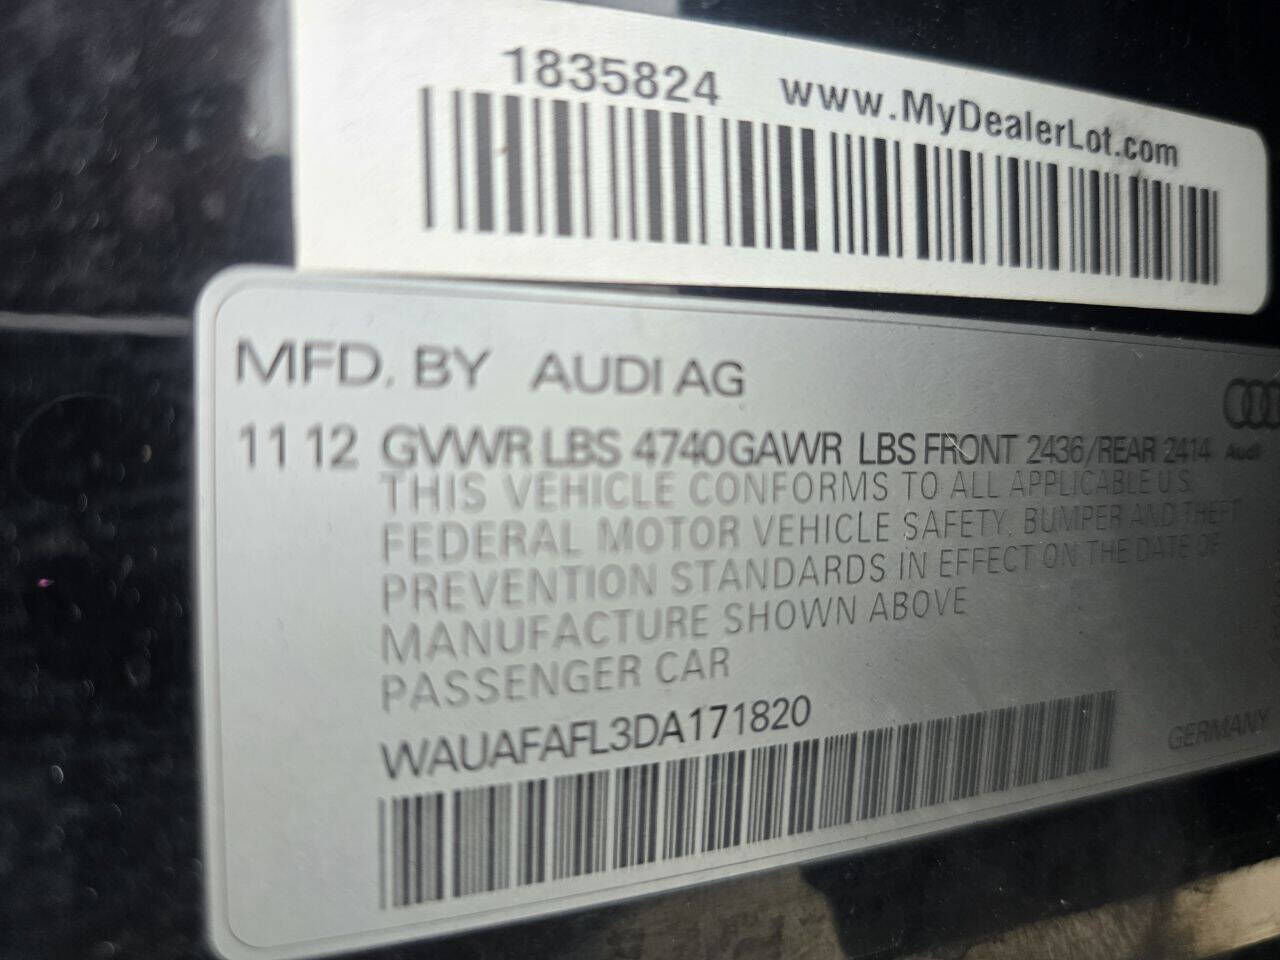 1835824 www.MyDealerLot.com
MFD. BY AUDI AG
11 12 GVWR LBS 4740GAWR LBS FRONT 2436/REAR 2414 Audi
THIS VEHICLE CONFORMS TO ALL APPLICABLE U.S.
FEDERAL MOTOR VEHICLE SAFETY, BUMPER AND THEFT
PREVENTION STANDARDS IN EFFECT ON THE DATE OF
MANUFACTURE SHOWN ABOVE
PASSENGER CAR
WAUAFAFL3DA171820
GERMANY